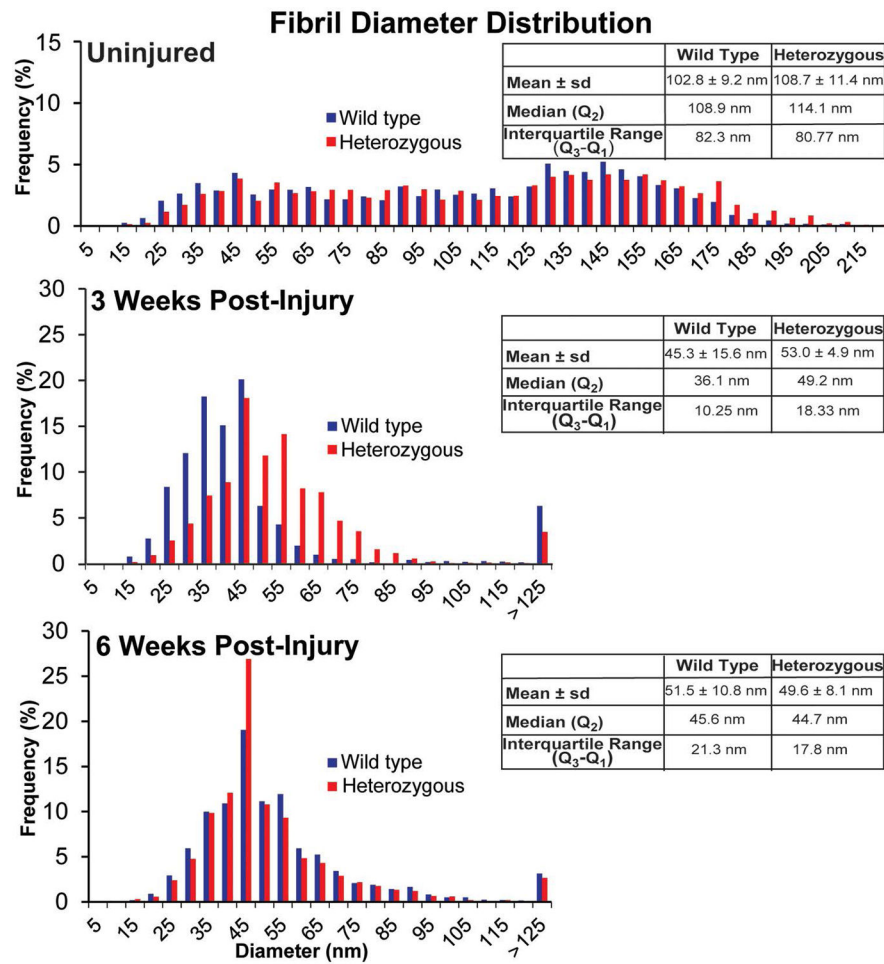 Fibril Diameter Distribution
Uninjured
Frequency (%)
15
10
5
0
Wild type
Heterozygous
5 15 25 35 45 55 65 75 85 95 105 115 125 135 145 155 165 175 185 195 205 215
Wild Type Heterozygous
Mean ± sd 102.8 ± 9.2 nm 108.7 ± 11.4 nm
Median (Q2) 108.9 nm 114.1 nm
Interquartile Range
(Q3-Q1) 82.3 nm 80.77 nm
3 Weeks Post-Injury
Frequency (%)
30
25
20
15
10
5
0
Wild type
Heterozygous
5 15 25 35 45 55 65 75 85 95 105 115 > 125
Wild Type Heterozygous
Mean ± sd 45.3 ± 15.6 nm 53.0 ± 4.9 nm
Median (Q2) 36.1 nm 49.2 nm
Interquartile Range
(Q3-Q1) 10.25 nm 18.33 nm
6 Weeks Post-Injury
Frequency (%)
30
25
20
15
10
5
0
Wild type
Heterozygous
5 15 25 35 45 55 65 75 85 95 105 115 > 125
Diameter (nm)
Wild Type Heterozygous
Mean ± sd 51.5 ± 10.8 nm 49.6 ± 8.1 nm
Median (Q2) 45.6 nm 44.7 nm
Interquartile Range
(Q3-Q1) 21.3 nm 17.8 nm